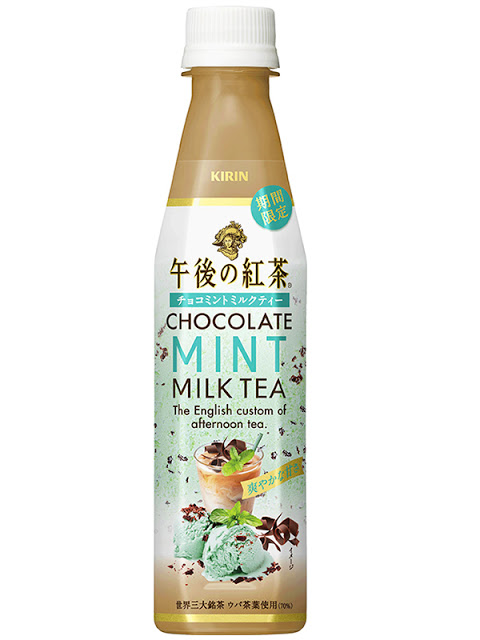 KIRIN
期間
限定
午後の紅茶®
チョコミントミルクティー
CHOCOLATE
MINT
MILK TEA
The English custom of
afternoon tea.
爽やかな甘
イメージ
世界三大銘茶 ウバ茶葉使用(70%)